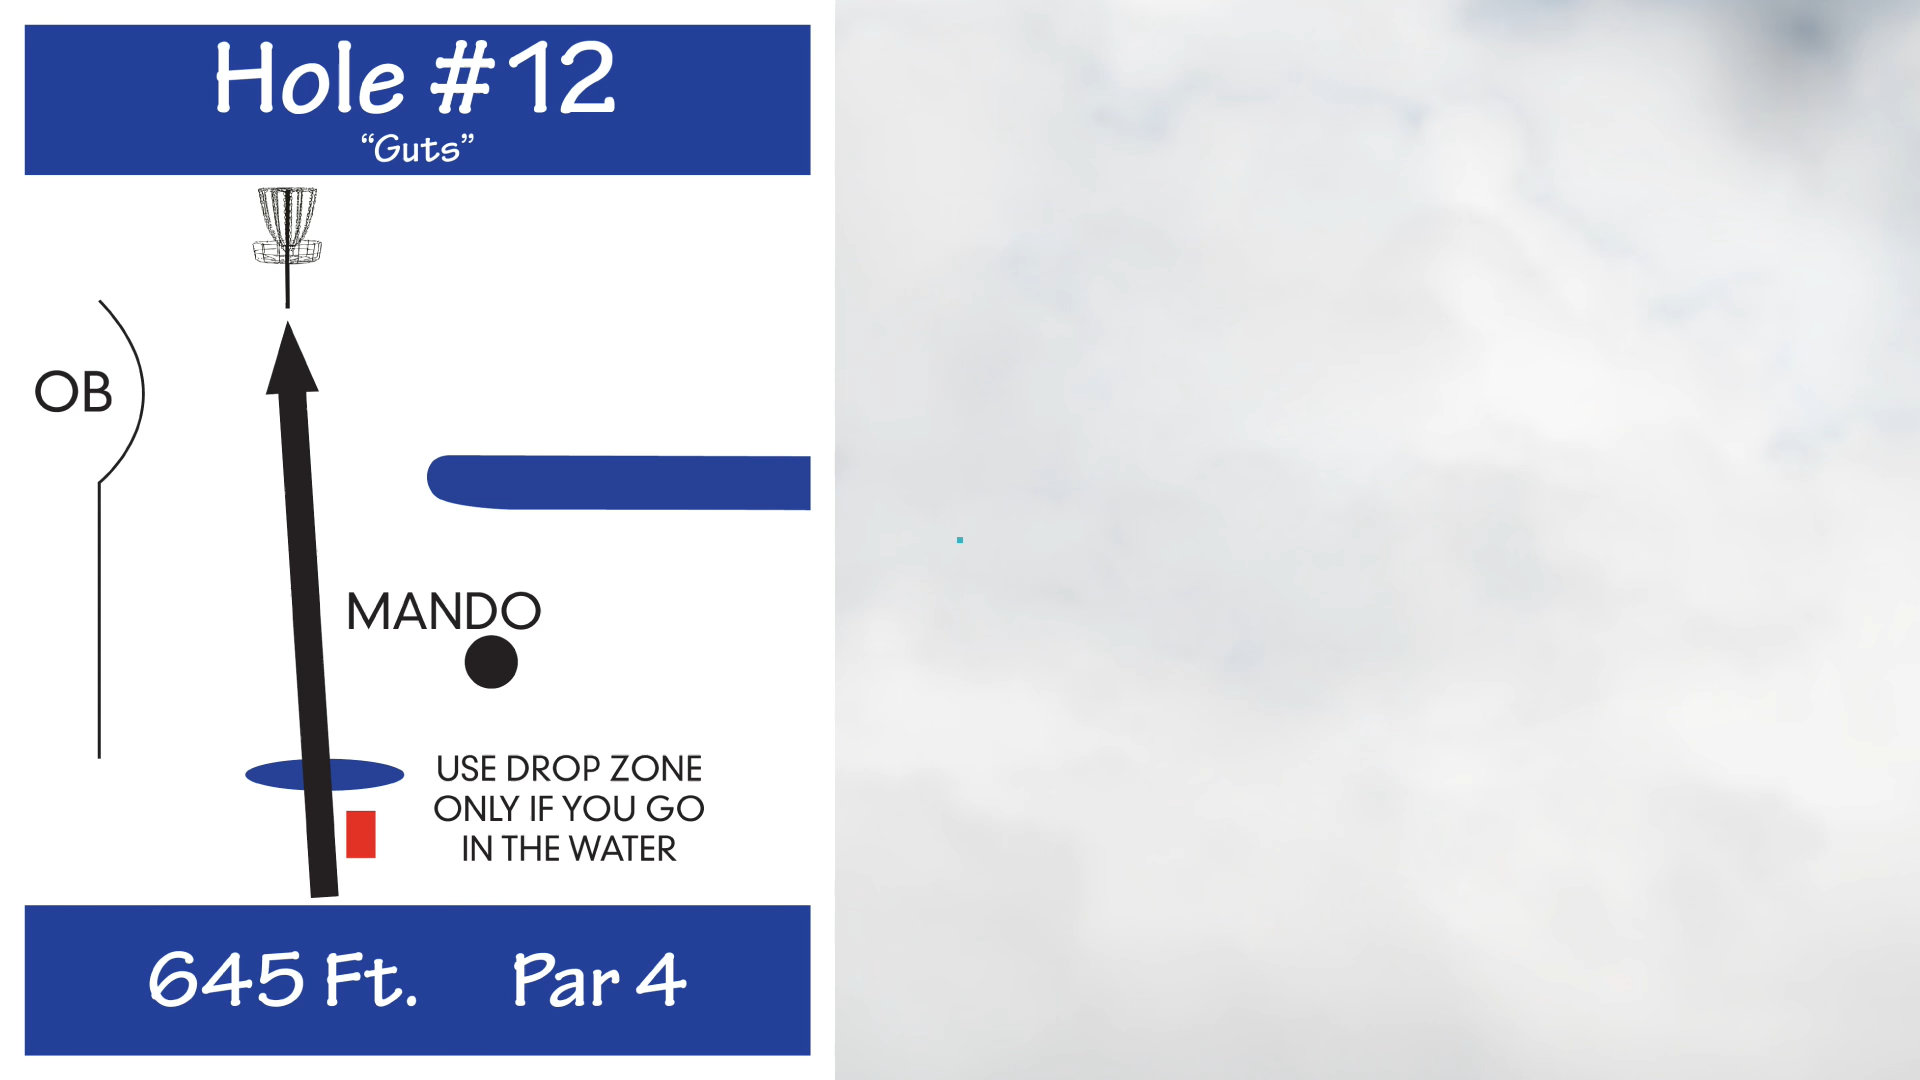 Hole #12
“Guts”
OB
MANDO
USE DROP ZONE
ONLY IF YOU GO
IN THE WATER
645 Ft. Par 4